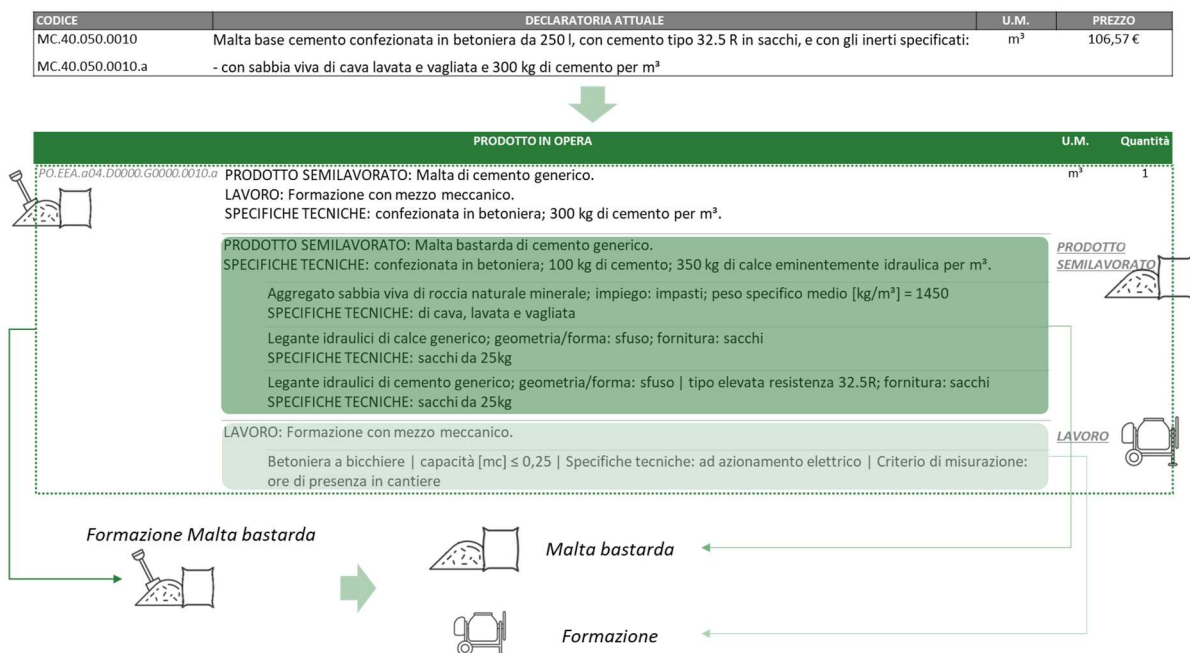 CODICE DECLARATORIA ATTUALE U.M. PREZZO
MC.40.050.0010 Malta base cemento confezionata in betoniera da 250 l, con cemento tipo 32.5 R in sacchi, e con gli inerti specificati: m³ 106,57 €
MC.40.050.0010.a - con sabbia viva di cava lavata e vagliata e 300 kg di cemento per m³
PRODOTTO IN OPERA U.M. Quantità
PO.EEA.a04.D0000.G0000.0010.a PRODOTTO SEMILAVORATO: Malta di cemento generico. m³ 1
LAVORO: Formazione con mezzo meccanico.
SPECIFICHE TECNICHE: confezionata in betoniera; 300 kg di cemento per m³.
PRODOTTO SEMILAVORATO: Malta bastarda di cemento generico. PRODOTTO
SPECIFICHE TECNICHE: confezionata in betoniera; 100 kg di cemento; 350 kg di calce eminentemente idraulica per m³. SEMILAVORATO
Aggregato sabbia viva di roccia naturale minerale; impiego: impasti; peso specifico medio [kg/m³] = 1450
SPECIFICHE TECNICHE: di cava, lavata e vagliata
Legante idraulici di calce generico; geometria/forma: sfuso; fornitura: sacchi
SPECIFICHE TECNICHE: sacchi da 25kg
Legante idraulici di cemento generico; geometria/forma: sfuso | tipo elevata resistenza 32.5R; fornitura: sacchi
SPECIFICHE TECNICHE: sacchi da 25kg
LAVORO: Formazione con mezzo meccanico. LAVORO
Betoniera a bicchiere | capacità [mc] ≤ 0,25 | Specifiche tecniche: ad azionamento elettrico | Criterio di misurazione:
ore di presenza in cantiere
Formazione Malta bastarda
Malta bastarda
Formazione